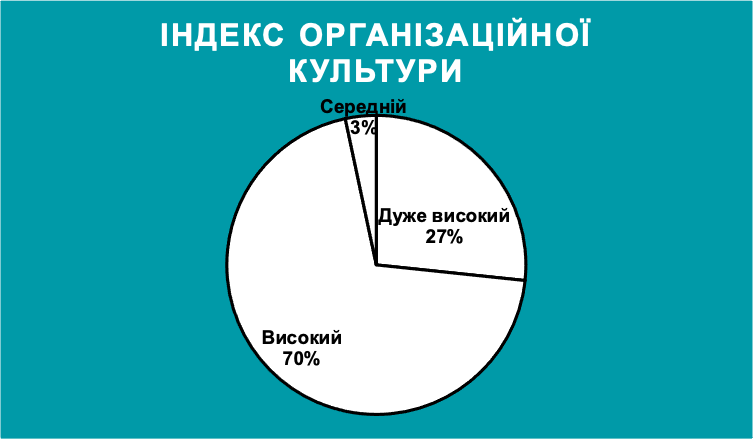 ІНДЕКС ОРГАНІЗАЦІЙНОЇ
КУЛЬТУРИ
Середній
3%
Дуже високий
27%
Високий
70%